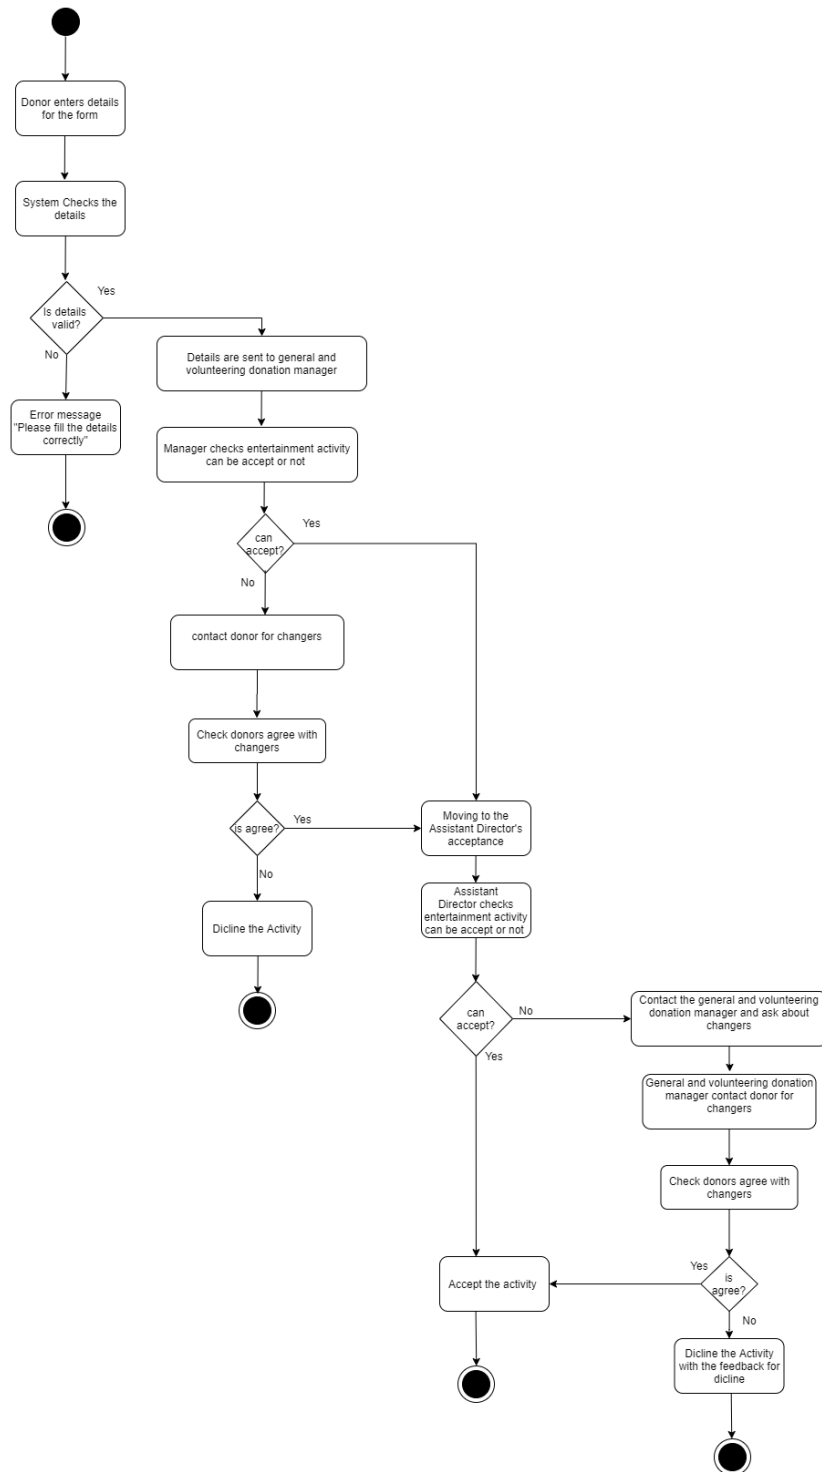 Donor enters details
for the form
System Checks the
details
Yes
Is details
valid?
No
Details are sent to general and
volunteering donation manager
Error message
"Please fill the details
correctly"
Manager checks entertainment activity
can be accept or not
Yes
can
accept?
No
contact donor for changers
Check donors agree with
changers
is agree?
Yes
No
Moving to the
Assistant Director's
acceptance
Dicline the Activity
Assistant
Director checks
entertainment activity
can be accept or not
can
accept?
No
Yes
Contact the general and volunteering
donation manager and ask about
changers
General and volunteering donation
manager contact donor for
changers
Check donors agree with
changers
Yes
is
agree?
No
Accept the activity
Dicline the Activity
with the feedback for
dicline